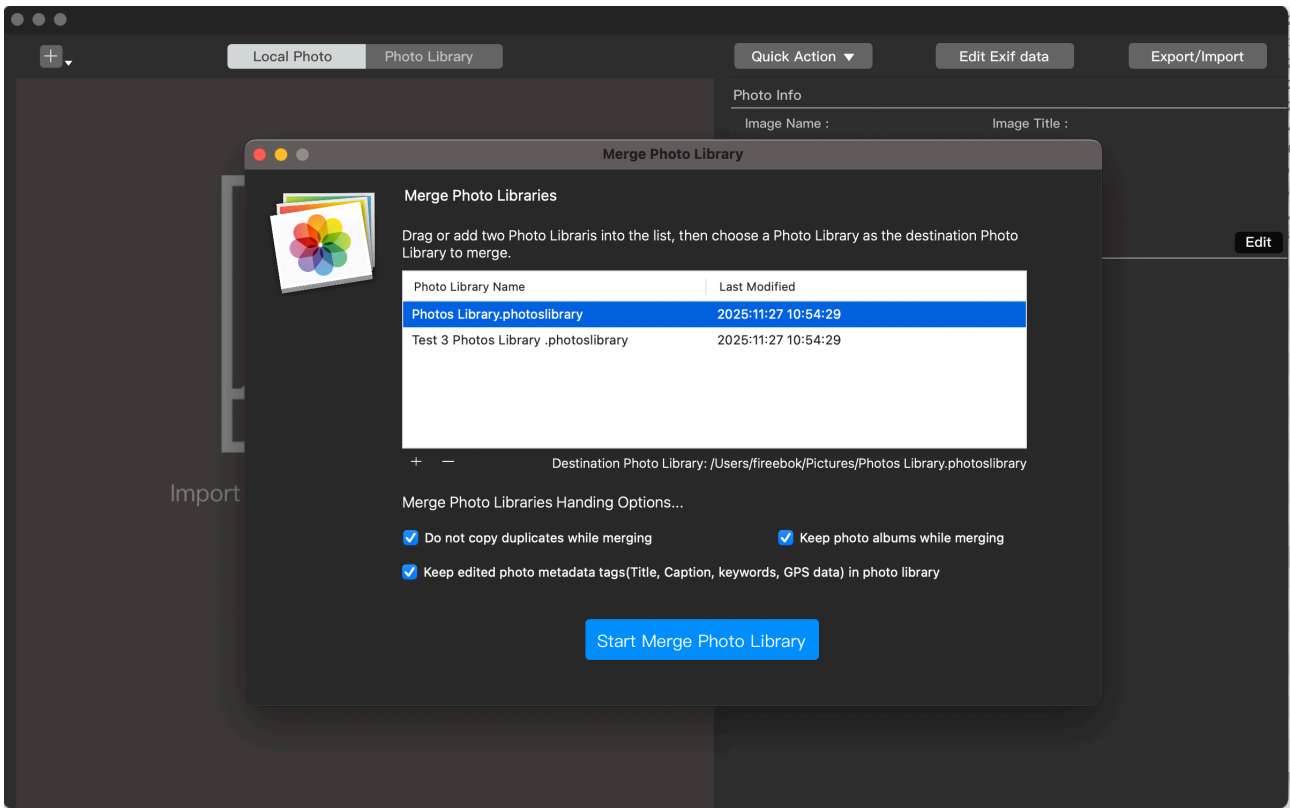 Local Photo
Photo Library
Quick Action ▼
Edit Exif data
Export/Import
Photo Info
Image Name :
Image Title :
Merge Photo Library
Merge Photo Libraries
Drag or add two Photo Libraris into the list, then choose a Photo Library as the destination Photo
Library to merge.
Edit
Photo Library Name
Last Modified
Photos Library.photoslibrary
2025:11:27 10:54:29
Test 3 Photos Library .photoslibrary
2025:11:27 10:54:29
+ −
Destination Photo Library: /Users/fireebok/Pictures/Photos Library.photoslibrary
Import
Merge Photo Libraries Handing Options...
Do not copy duplicates while merging
Keep photo albums while merging
Keep edited photo metadata tags(Title, Caption, keywords, GPS data) in photo library
Start Merge Photo Library